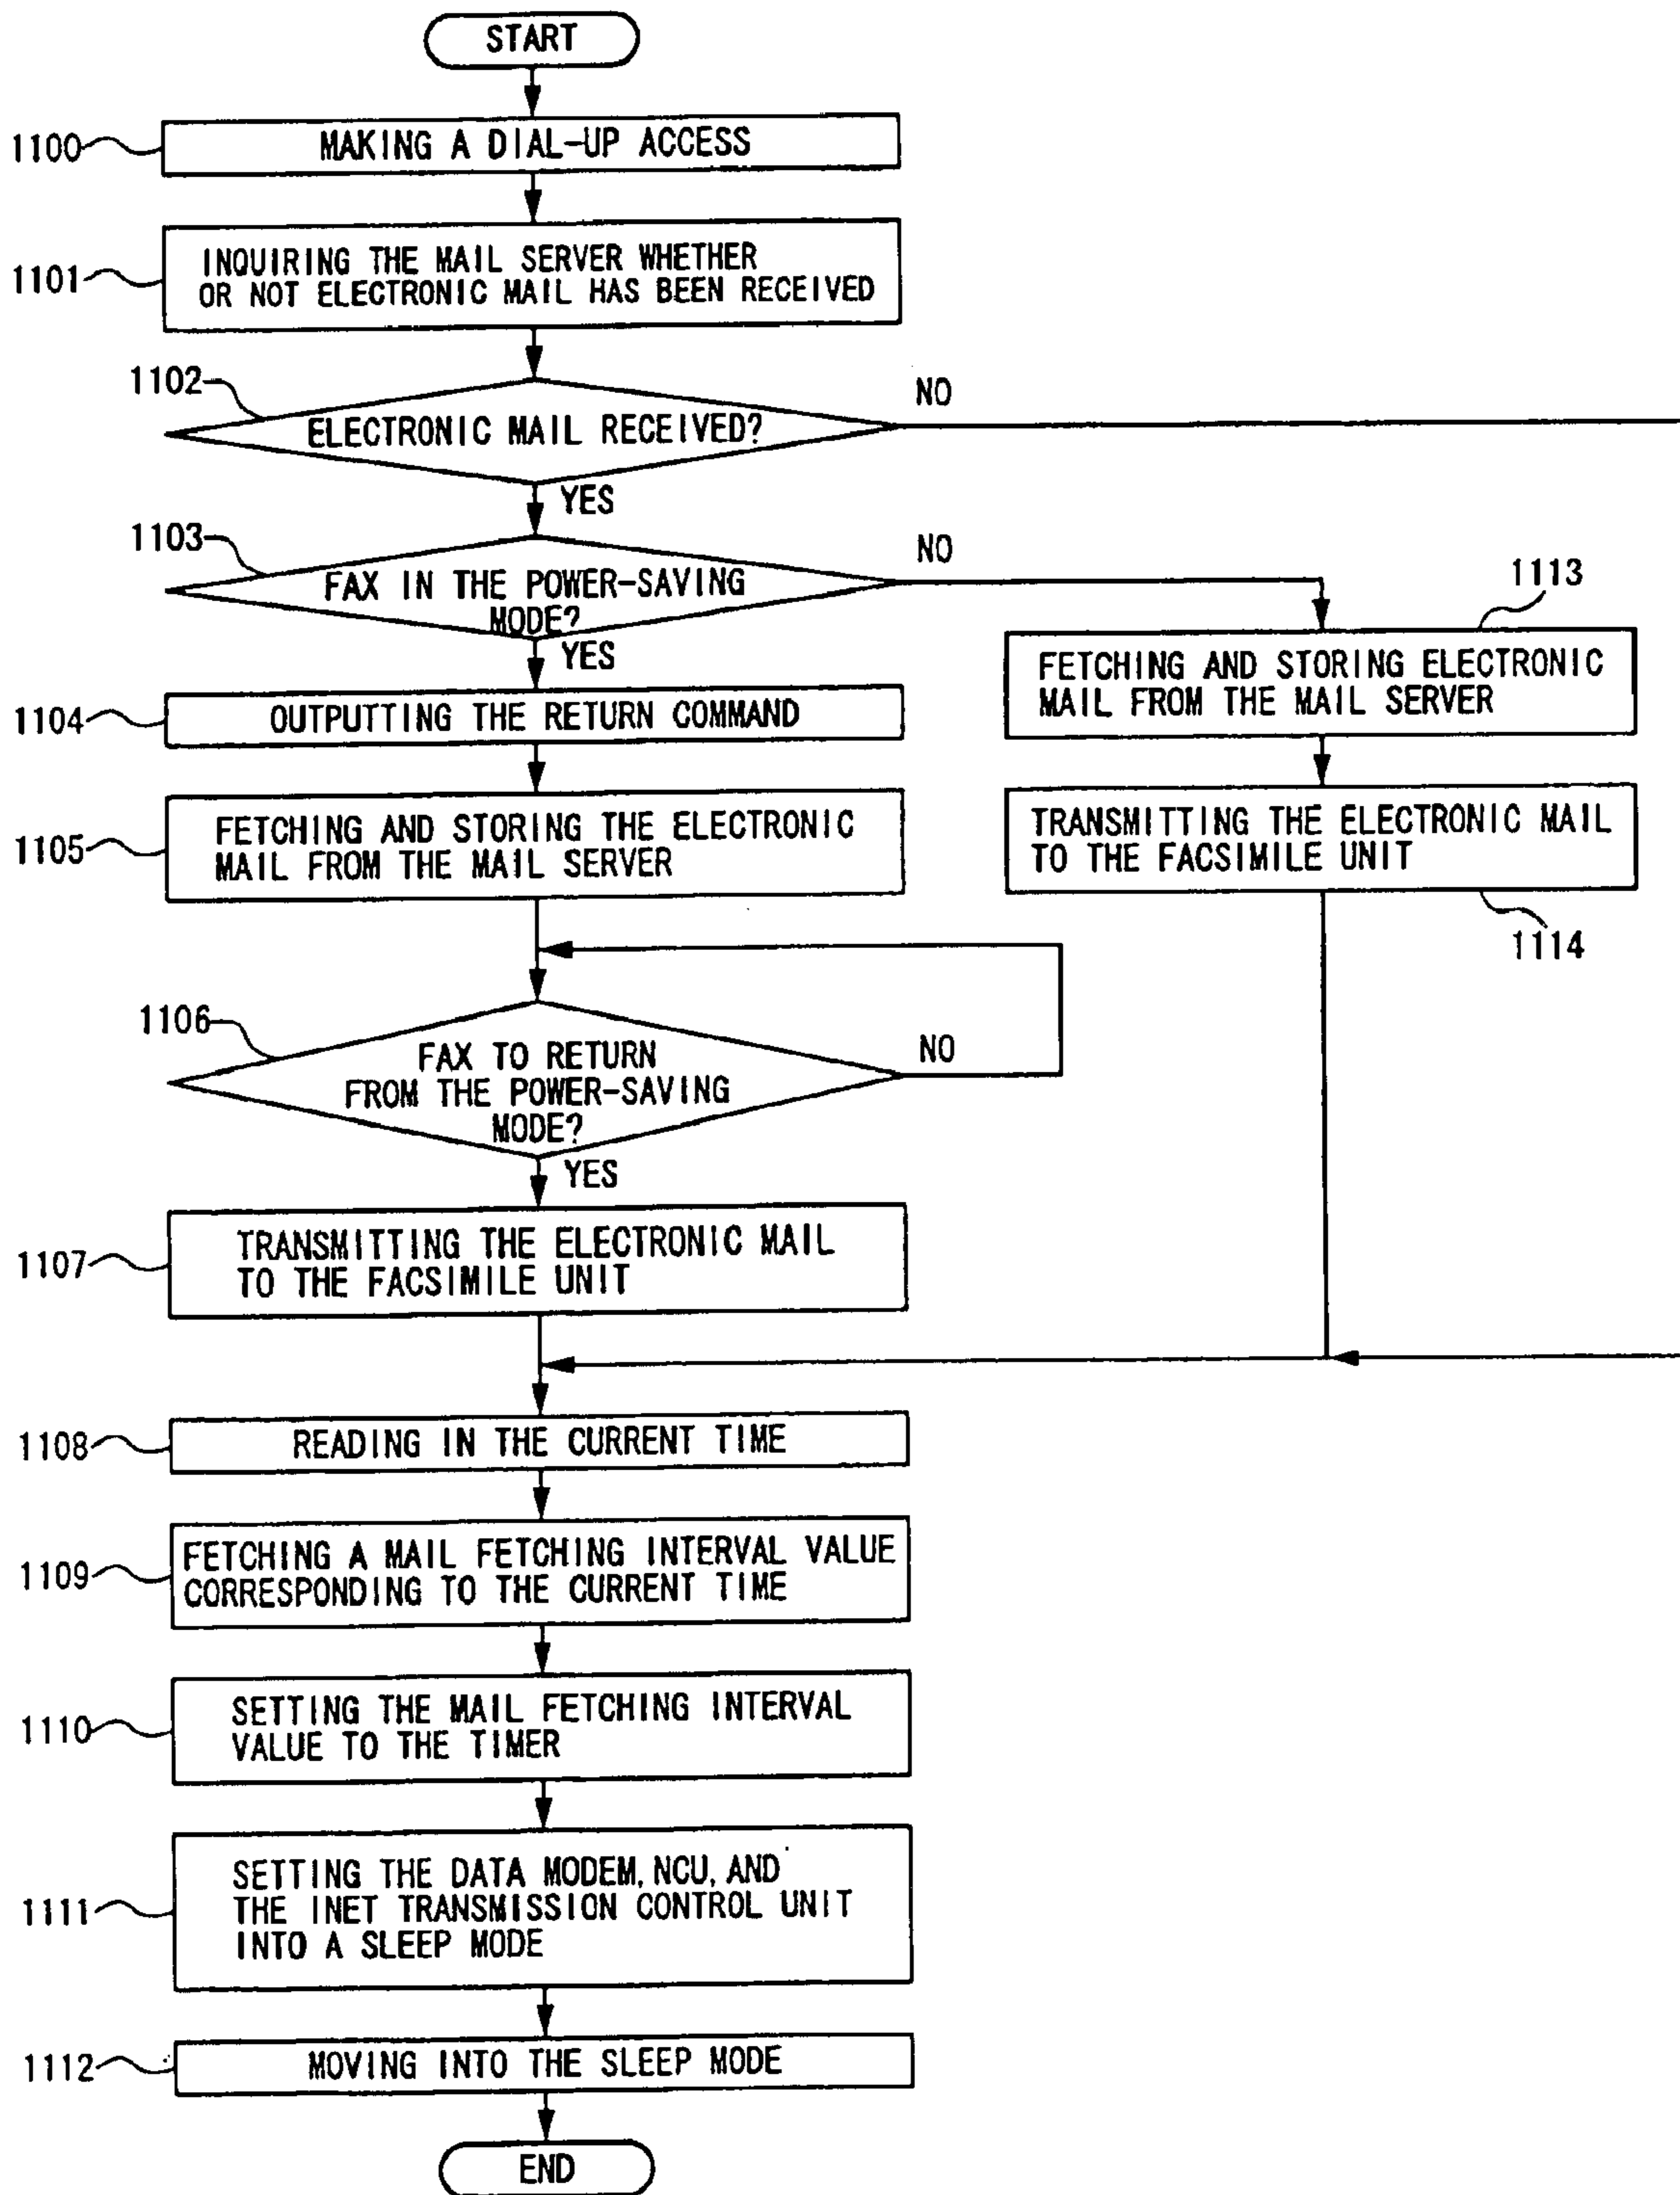 START
1100
MAKING A DIAL-UP ACCESS
1101
INQUIRING THE MAIL SERVER WHETHER
OR NOT ELECTRONIC MAIL HAS BEEN RECEIVED
1102
ELECTRONIC MAIL RECEIVED?
NO
YES
1103
FAX IN THE POWER-SAVING
MODE?
NO
YES
1113
FETCHING AND STORING ELECTRONIC
MAIL FROM THE MAIL SERVER
1104
OUTPUTTING THE RETURN COMMAND
1105
FETCHING AND STORING THE ELECTRONIC
MAIL FROM THE MAIL SERVER
TRANSMITTING THE ELECTRONIC MAIL
TO THE FACSIMILE UNIT
1114
1106
FAX TO RETURN
FROM THE POWER-SAVING
MODE?
NO
YES
1107
TRANSMITTING THE ELECTRONIC MAIL
TO THE FACSIMILE UNIT
1108
READING IN THE CURRENT TIME
1109
FETCHING A MAIL FETCHING INTERVAL VALUE
CORRESPONDING TO THE CURRENT TIME
1110
SETTING THE MAIL FETCHING INTERVAL
VALUE TO THE TIMER
1111
SETTING THE DATA MODEM, NCU, AND
THE INET TRANSMISSION CONTROL UNIT
INTO A SLEEP MODE
1112
MOVING INTO THE SLEEP MODE
END